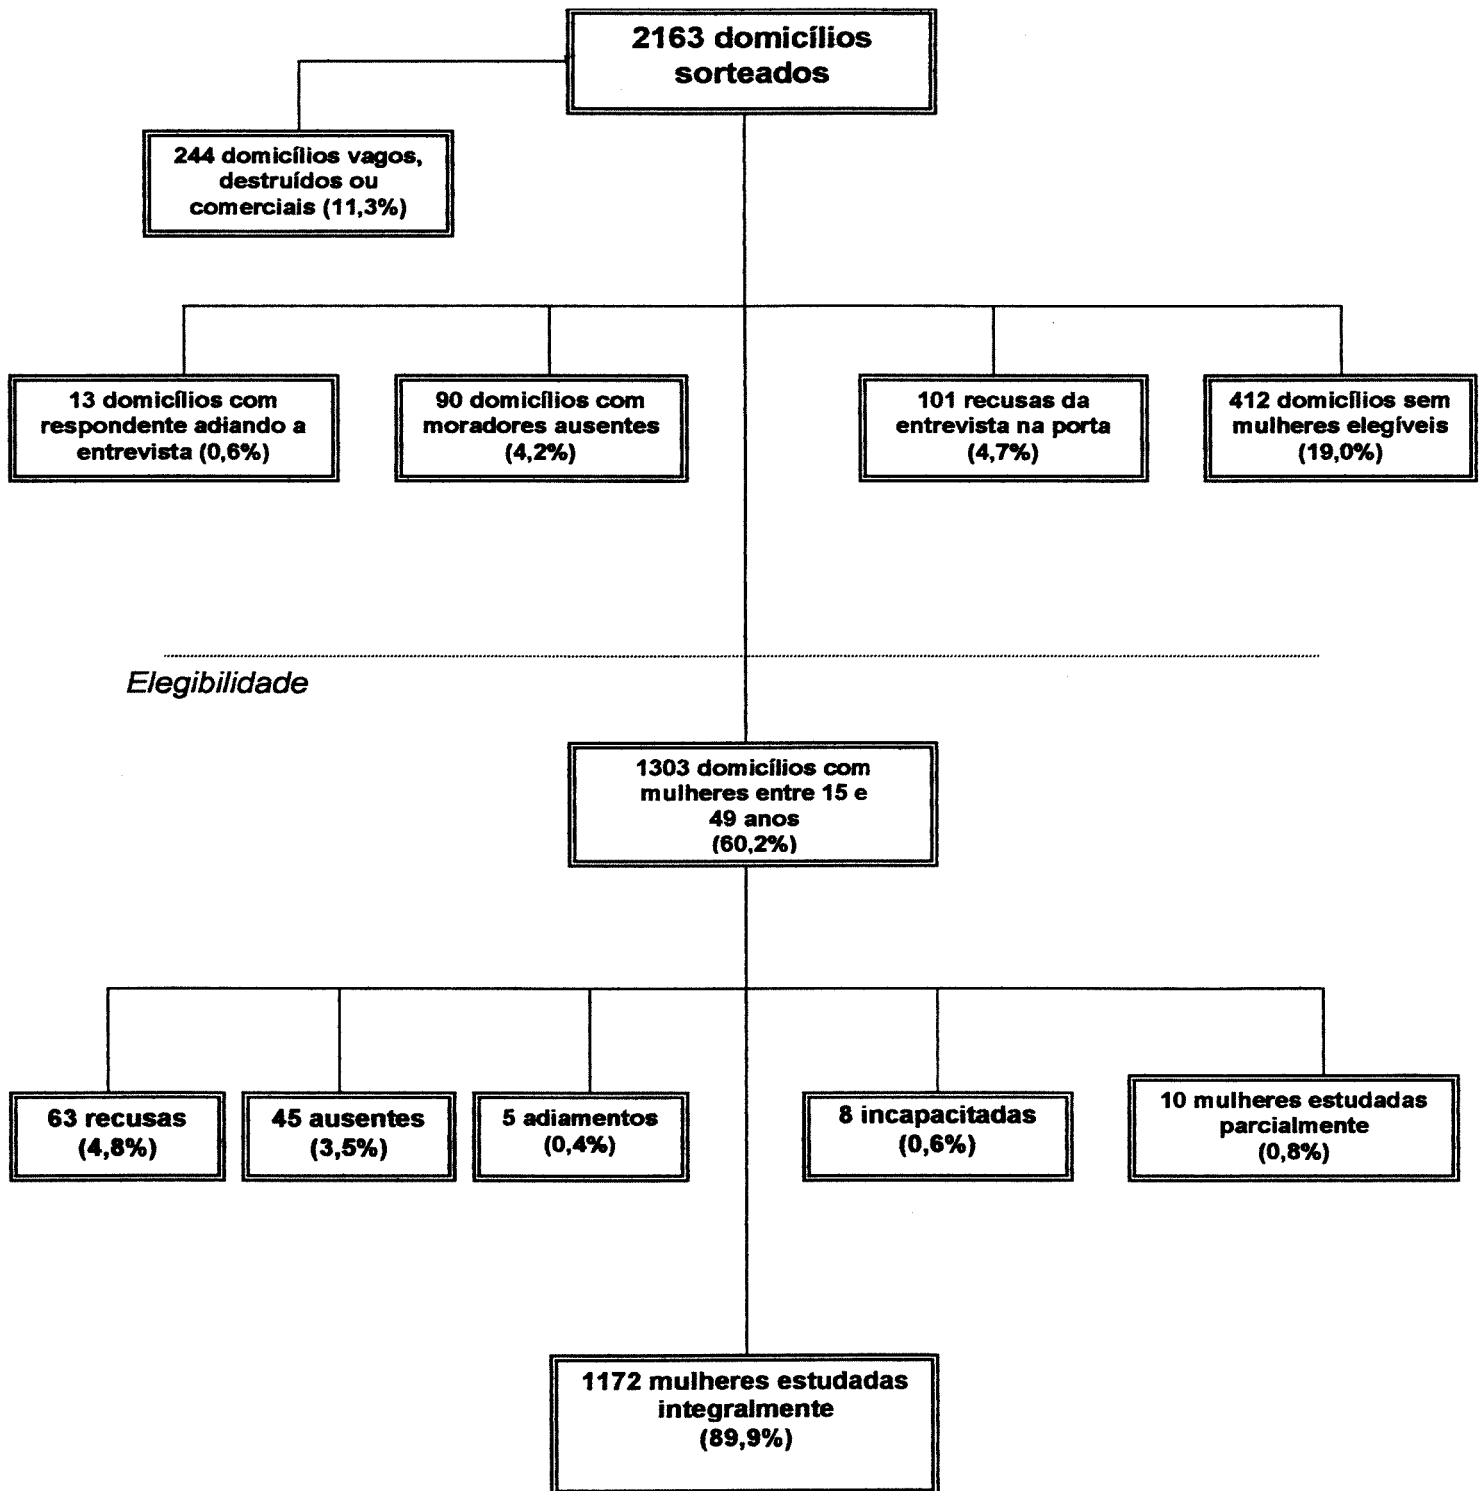 2163 domicílios
sorteados
244 domicílios vagos,
destruídos ou
comerciais (11,3%)
13 domicílios com
respondente adiando a
entrevista (0,6%)
90 domicílios com
moradores ausentes
(4,2%)
101 recusas da
entrevista na porta
(4,7%)
412 domicílios sem
mulheres elegíveis
(19,0%)
Elegibilidade
1303 domicílios com
mulheres entre 15 e
49 anos
(60,2%)
63 recusas
(4,8%)
45 ausentes
(3,5%)
5 adiamentos
(0,4%)
8 incapacitadas
(0,6%)
10 mulheres estudadas
parcialmente
(0,8%)
1172 mulheres estudadas
integralmente
(89,9%)